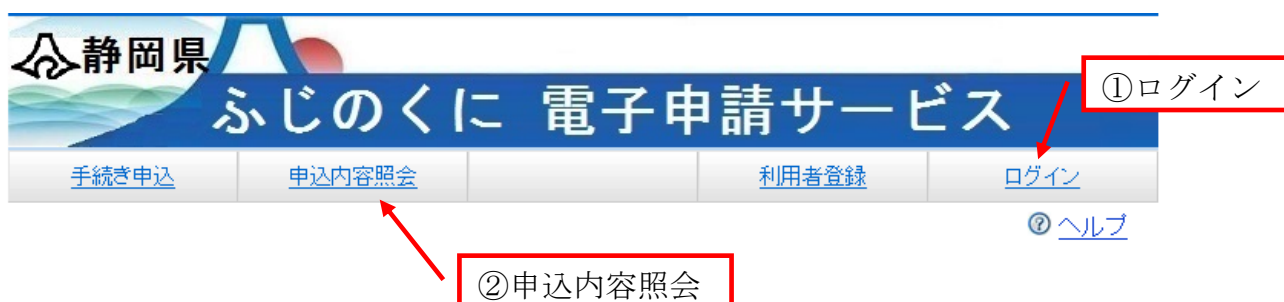 静岡県
①ログイン
ふじのくに 電子申請サービス
手続き申込 申込内容照会 利用者登録 ログイン
? ヘルプ
②申込内容照会